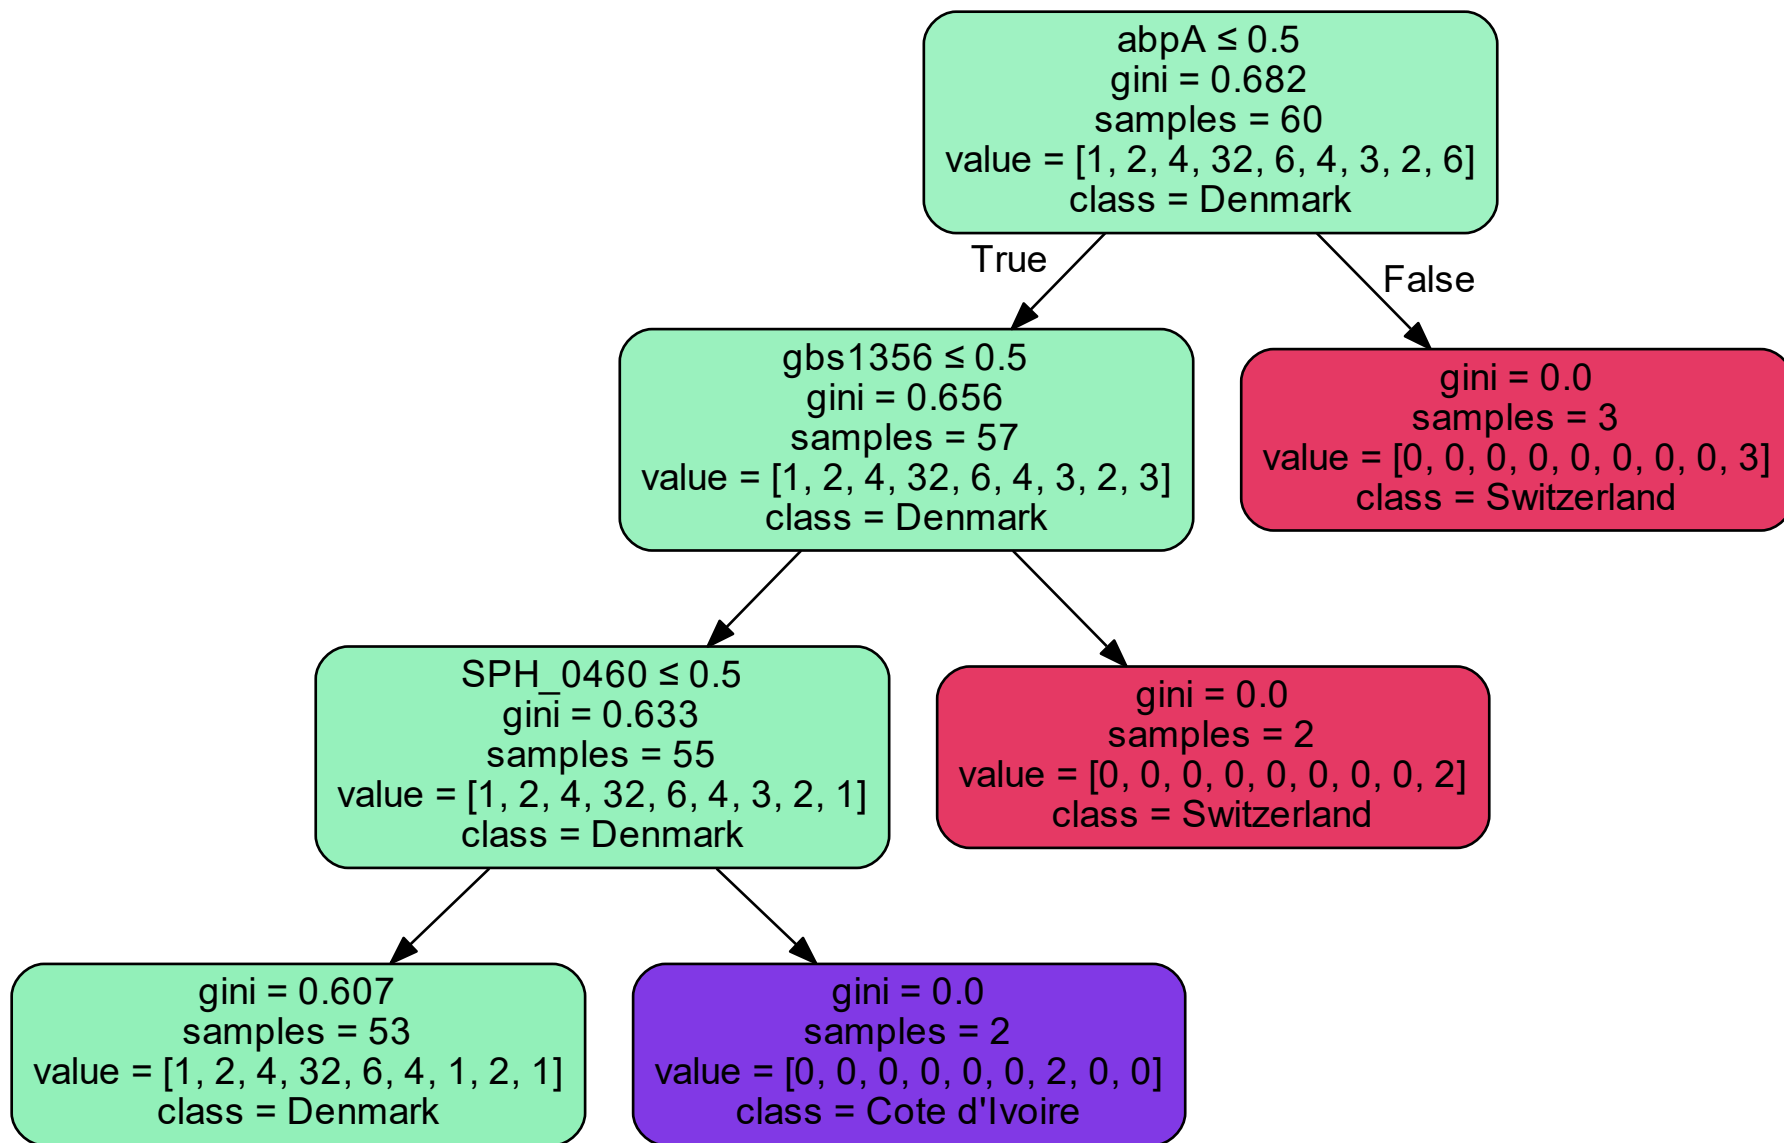 abpA ≤ 0.5
gini = 0.682
samples = 60
value = [1, 2, 4, 32, 6, 4, 3, 2, 6]
class = Denmark
True
False
gbs1356 ≤ 0.5
gini = 0.656
samples = 57
value = [1, 2, 4, 32, 6, 4, 3, 2, 3]
class = Denmark
gini = 0.0
samples = 3
value = [0, 0, 0, 0, 0, 0, 0, 0, 3]
class = Switzerland
SPH_0460 ≤ 0.5
gini = 0.633
samples = 55
value = [1, 2, 4, 32, 6, 4, 3, 2, 1]
class = Denmark
gini = 0.0
samples = 2
value = [0, 0, 0, 0, 0, 0, 0, 0, 2]
class = Switzerland
gini = 0.607
samples = 53
value = [1, 2, 4, 32, 6, 4, 1, 2, 1]
class = Denmark
gini = 0.0
samples = 2
value = [0, 0, 0, 0, 0, 0, 2, 0, 0]
class = Cote d'Ivoire